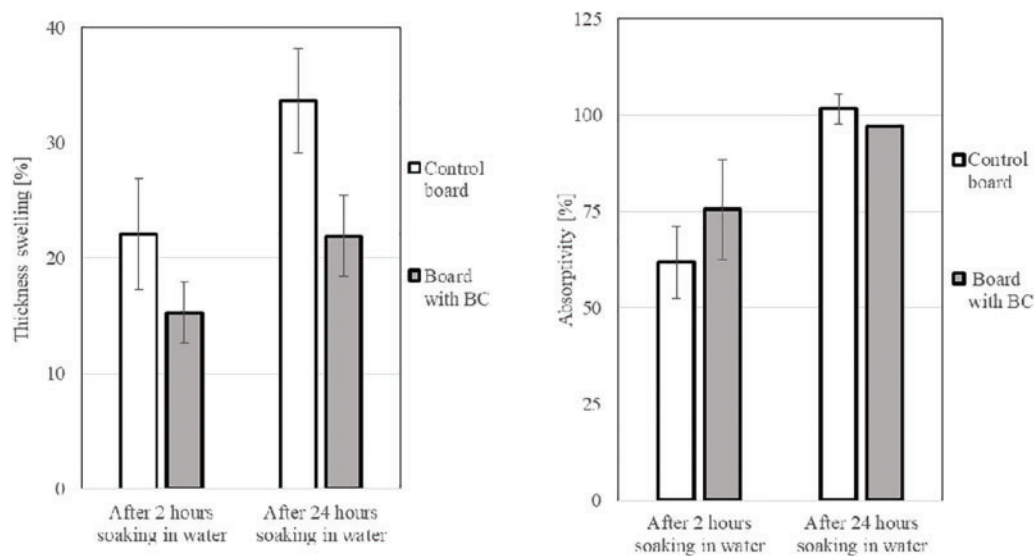 Thickness swelling [%]
40
30
20
10
0
After 2 hours
soaking in water
After 24 hours
soaking in water
Control
board
Board
with BC
Absorptivity [%]
125
100
75
50
25
0
After 2 hours
soaking in water
After 24 hours
soaking in water
Control
board
Board
with BC